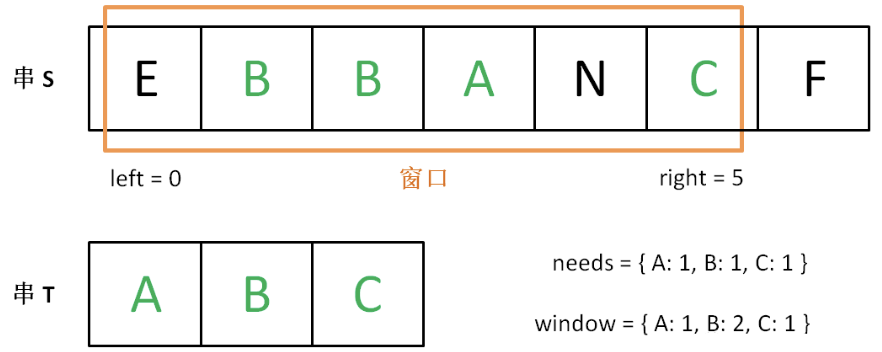 串 S E B B A N C F
left = 0 窗口 right = 5
串 T A B C
needs = { A: 1, B: 1, C: 1 }
window = { A: 1, B: 2, C: 1 }